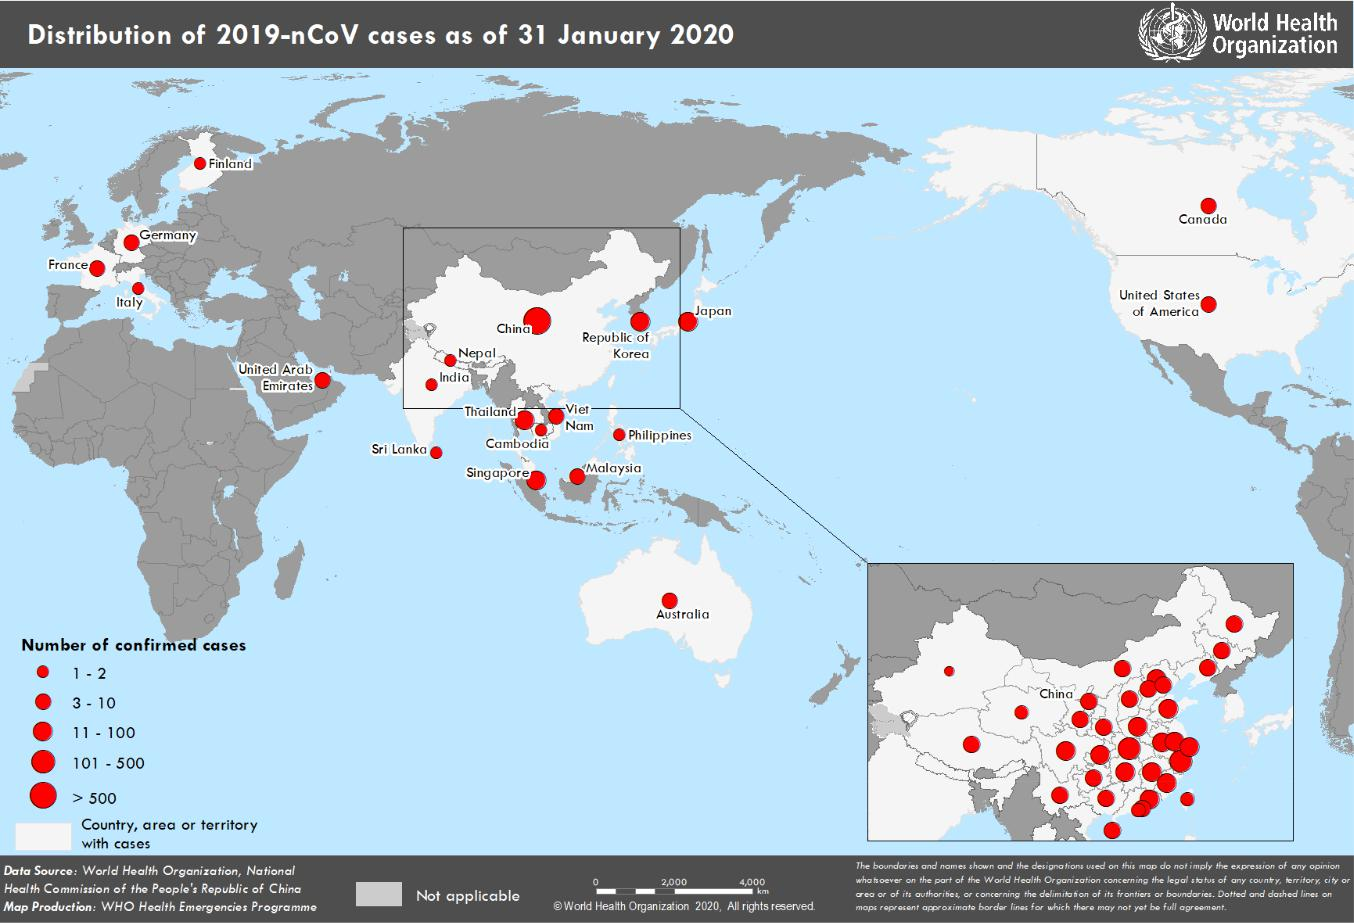 Distribution of 2019-nCoV cases as of 31 January 2020
World Health
Organization
Finland
Germany
France
Italy
Canada
United States
of America
Japan
China
Republic of
Korea
Nepal
India
United Arab
Emirates
Thailand
Viet
Nam
Cambodia
Philippines
Sri Lanka
Singapore
Malaysia
Australia
China
Number of confirmed cases
1 - 2
3 - 10
11 - 100
101 - 500
> 500
Country, area or territory
with cases
Data Source: World Health Organization, National
Health Commission of the People's Republic of China
Map Production: WHO Health Emergencies Programme
Not applicable
0 2,000 4,000
km
© World Health Organization 2020, All rights reserved.
The boundaries and names shown and the designations used on this map do not imply the expression of any opinion
whatsoever on the part of the World Health Organization concerning the legal status of any country, territory, city or
area or of its authorities, or concerning the delimitation of its frontiers or boundaries. Dotted and dashed lines on
maps represent approximate border lines for which there may not yet be full agreement.